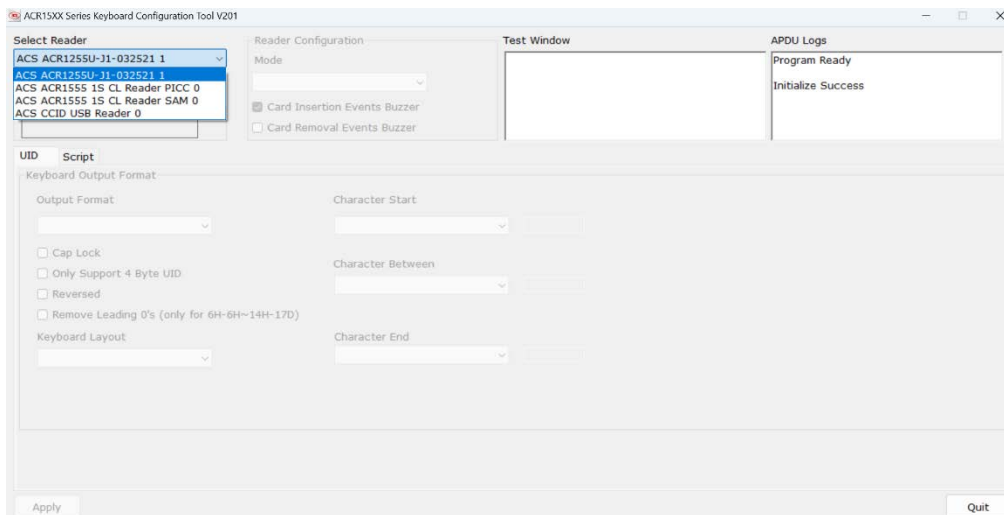 ACR15XX Series Keyboard Configuration Tool V201
Select Reader
ACS ACR1255U-J1-032521 1
ACS ACR1255U-J1-032521 1
ACS ACR1555 1S CL Reader PICC 0
ACS ACR1555 1S CL Reader SAM 0
ACS CCID USB Reader 0
Reader Configuration
Mode
Card Insertion Events Buzzer
Card Removal Events Buzzer
Test Window
APDU Logs
Program Ready
Initialize Success
UID
Script
Keyboard Output Format
Output Format
Character Start
Cap Lock
Only Support 4 Byte UID
Character Between
Reversed
Remove Leading 0's (only for 6H-6H~14H-17D)
Keyboard Layout
Character End
Apply
Quit